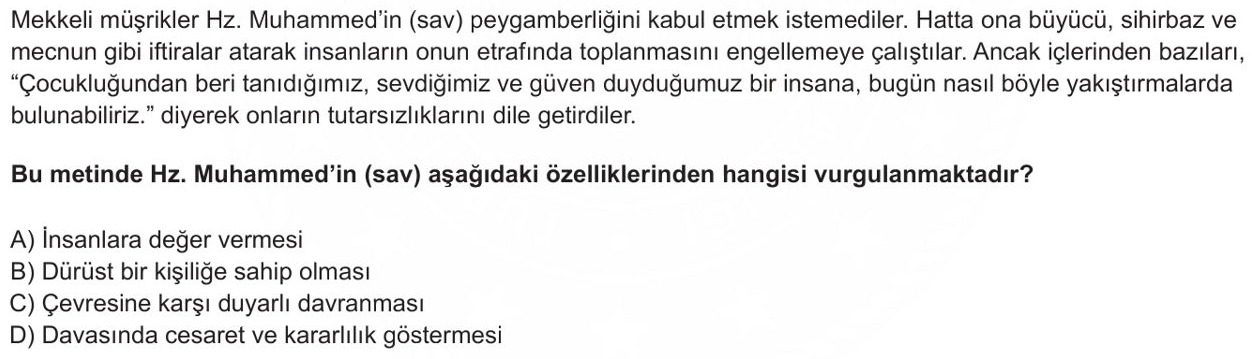 Mekkeli müşrikler Hz. Muhammed’in (sav) peygamberliğini kabul etmek istemediler. Hatta ona büyücü, sihirbaz ve
mecnun gibi iftiralar atarak insanların onun etrafında toplanmasını engellemeye çalıştılar. Ancak içlerinden bazıları,
“Çocukluğundan beri tanıdığımız, sevdiğimiz ve güven duyduğumuz bir insana, bugün nasıl böyle yakıştırmalarda
bulunabiliriz.” diyerek onların tutarsızlıklarını dile getirdiler.
Bu metinde Hz. Muhammed’in (sav) aşağıdaki özelliklerinden hangisi vurgulanmaktadır?
A) İnsanlara değer vermesi
B) Dürüst bir kişiliğe sahip olması
C) Çevresine karşı duyarlı davranması
D) Davasında cesaret ve kararlılık göstermesi